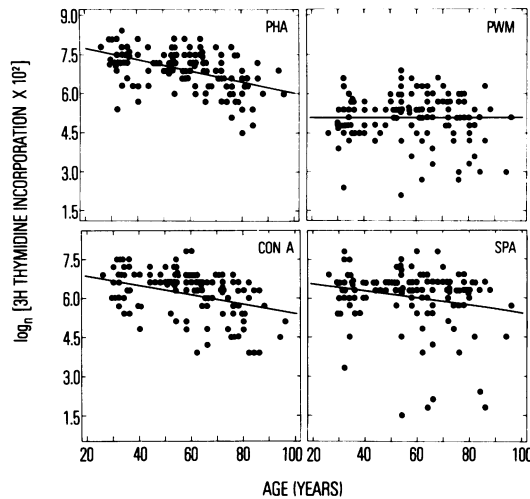 logₙ [3H THYMIDINE INCORPORATION X 10²]
9.0
7.5
6.0
4.5
3.0
1.5
PHA
PWM
7.5
6.0
4.5
3.0
1.5
CON A
SPA
20 40 60 80 100 20 40 60 80 100
AGE (YEARS)